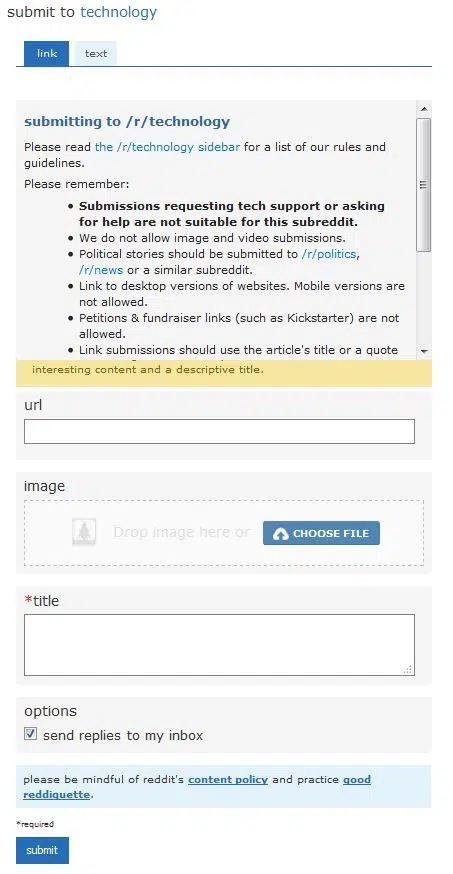 submit to technology
link text
submitting to /r/technology
Please read the /r/technology sidebar for a list of our rules and
guidelines.
Please remember:
• Submissions requesting tech support or asking
for help are not suitable for this subreddit.
• We do not allow image and video submissions.
• Political stories should be submitted to /r/politics,
/r/news or a similar subreddit.
• Link to desktop versions of websites. Mobile versions are
not allowed.
• Petitions & fundraiser links (such as Kickstarter) are not
allowed.
• Link submissions should use the article's title or a quote
interesting content and a descriptive title.
url
image
Drop image here or CHOOSE FILE
*title
options
send replies to my inbox
please be mindful of reddit's content policy and practice good
reddiquette.
*required
submit